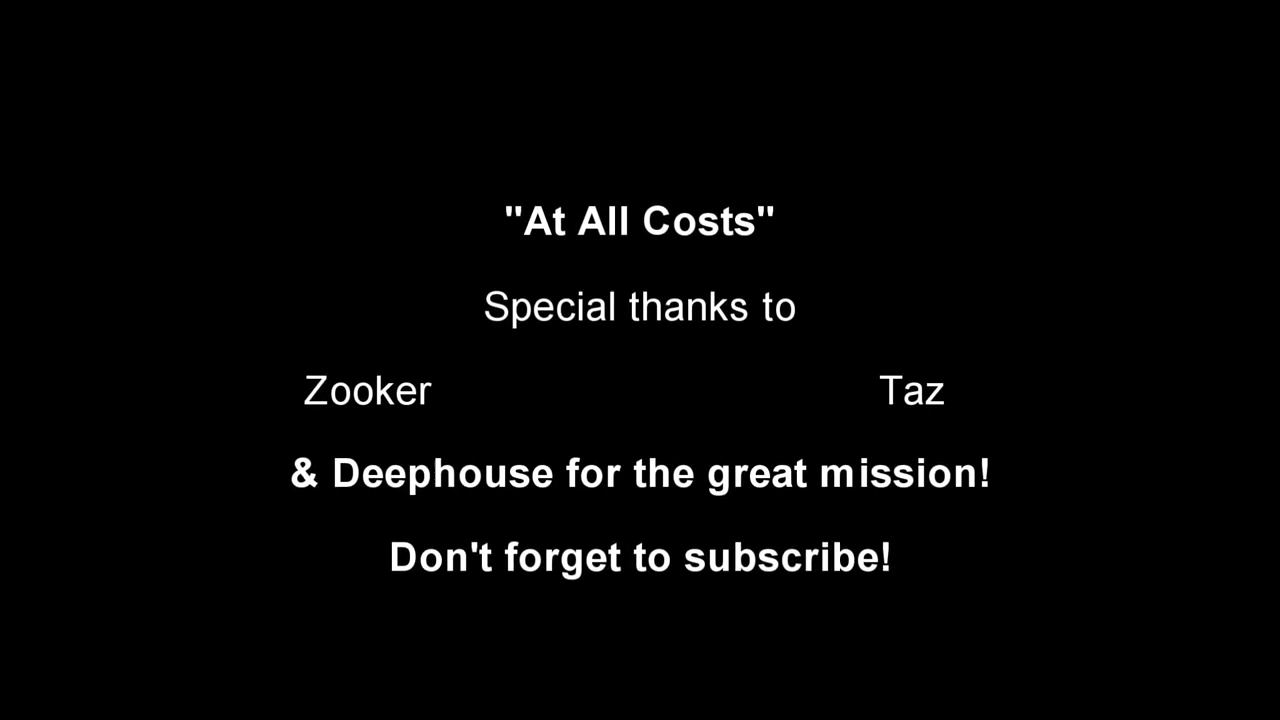 "At All Costs"
Special thanks to
Zooker Taz
& Deephouse for the great mission!
Don't forget to subscribe!